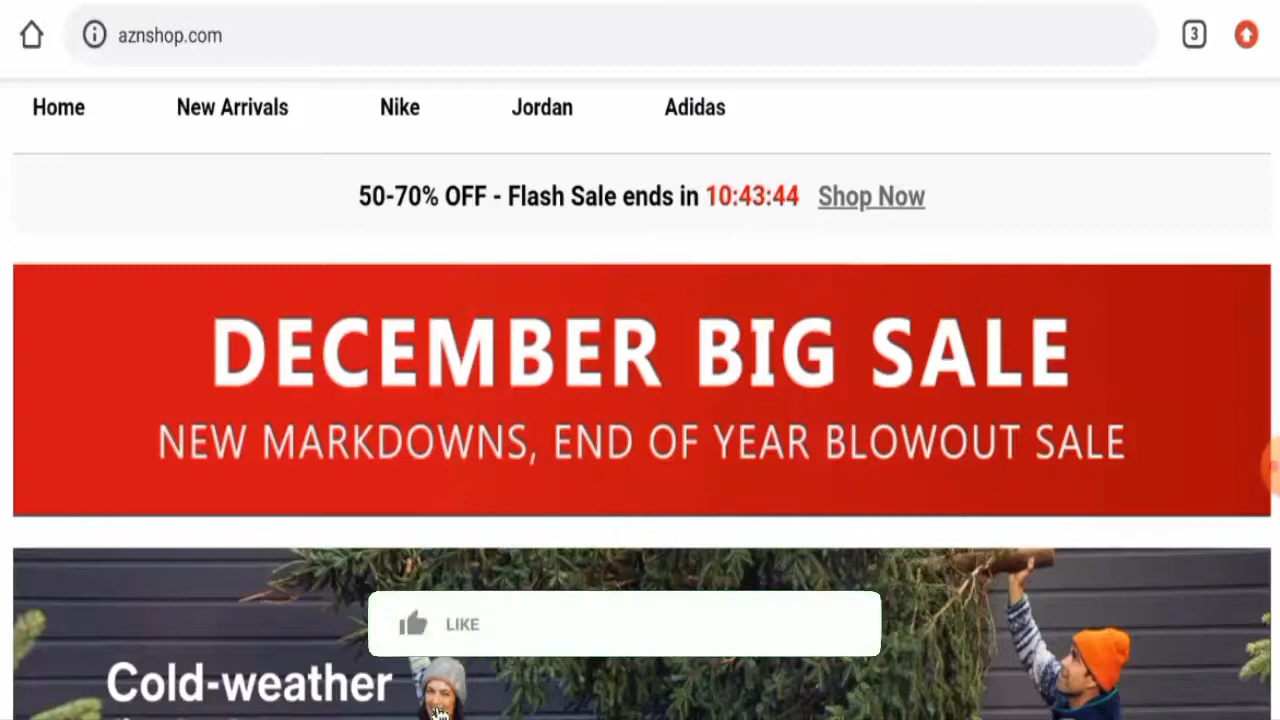 aznshop.com
3
Home New Arrivals Nike Jordan Adidas
50-70% OFF - Flash Sale ends in 10:43:44 Shop Now
DECEMBER BIG SALE
NEW MARKDOWNS, END OF YEAR BLOWOUT SALE
LIKE
Cold-weather